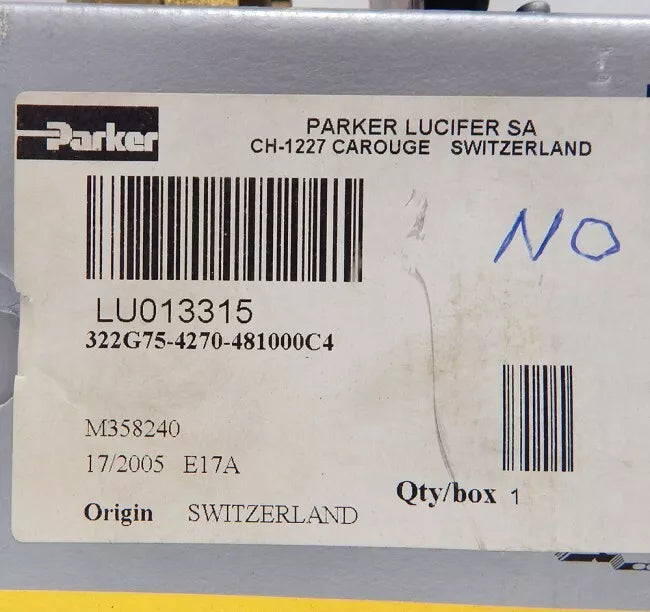 Parker
PARKER LUCIFER SA
CH-1227 CAROUGE SWITZERLAND
NO
LU013315
322G75-4270-481000C4
M358240
17/2005 E17A
Qty/box 1
Origin SWITZERLAND